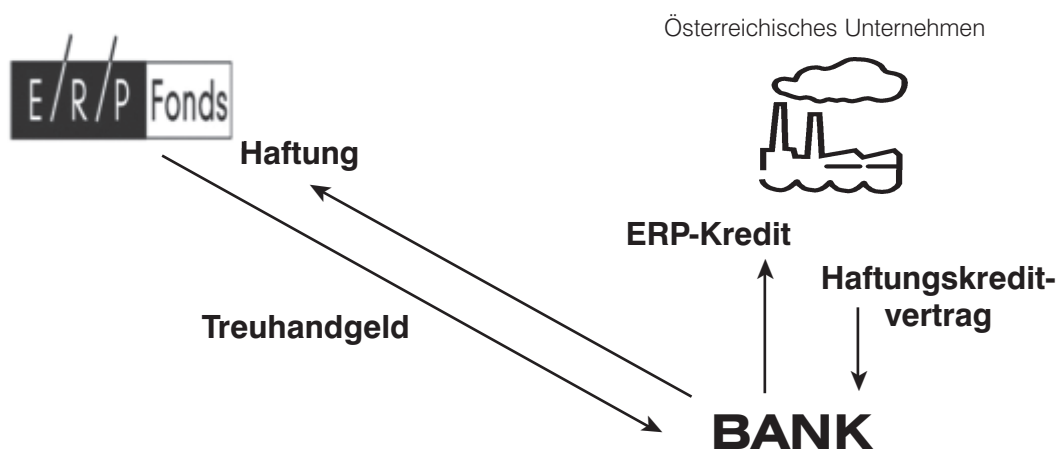 Österreichisches Unternehmen
E/R/P Fonds
Haftung
ERP-Kredit
Haftungskredit-
vertrag
Treuhandgeld
BANK